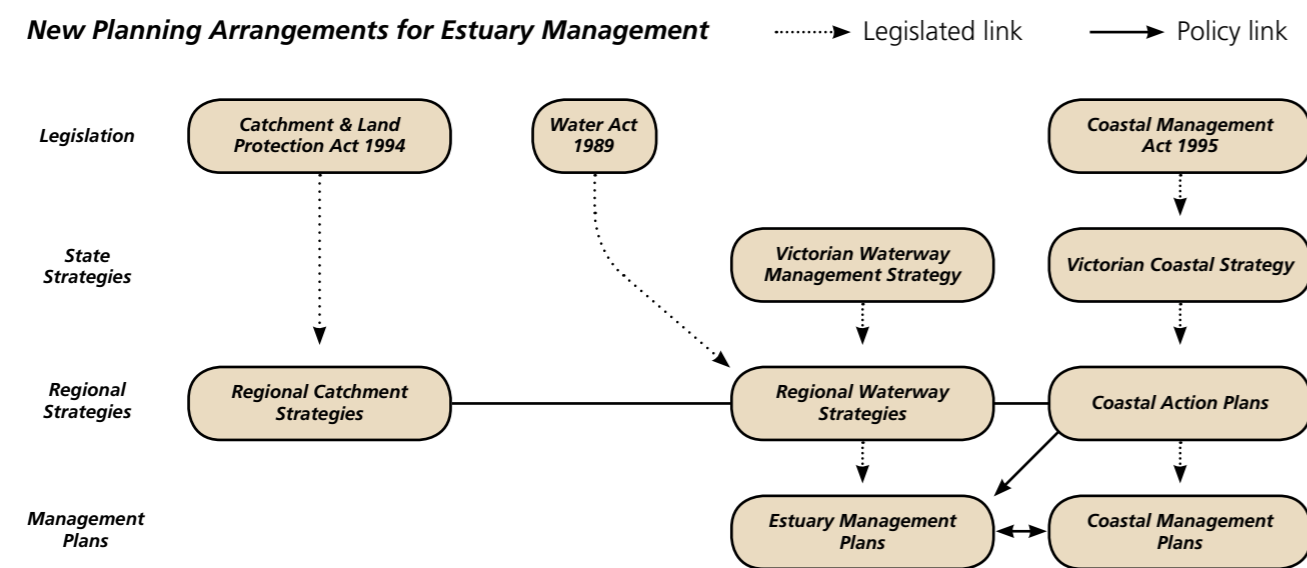 New Planning Arrangements for Estuary Management
Legislated link
Policy link
Legislation
Catchment & Land
Protection Act 1994
Water Act
1989
Coastal Management
Act 1995
State
Strategies
Victorian Waterway
Management Strategy
Victorian Coastal Strategy
Regional
Strategies
Regional Catchment
Strategies
Regional Waterway
Strategies
Coastal Action Plans
Management
Plans
Estuary Management
Plans
Coastal Management
Plans